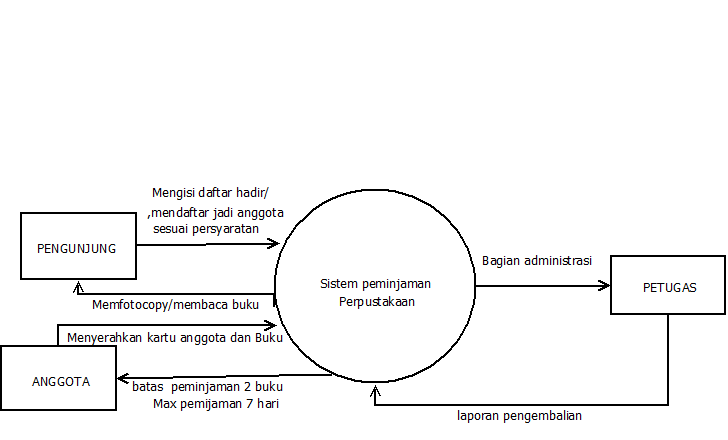 Mengisi daftar hadir/
,mendaftar jadi anggota
sesuai persyaratan
PENGUNJUNG
Memfotocopy/membaca buku
Sistem peminjaman
Perpustakaan
Bagian administrasi
PETUGAS
Menyerahkan kartu anggota dan Buku
ANGGOTA
batas peminjaman 2 buku
Max pemijaman 7 hari
laporan pengembalian